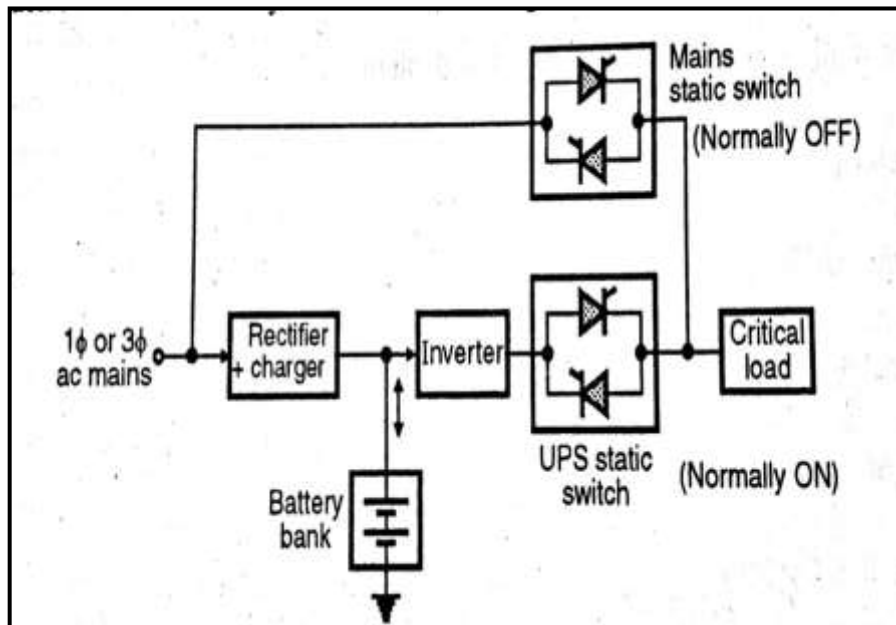 Mains
static switch
(Normally OFF)
1ϕ or 3ϕ
ac mains
Rectifier
+ charger
Inverter
Critical
load
UPS static
switch
(Normally ON)
Battery
bank